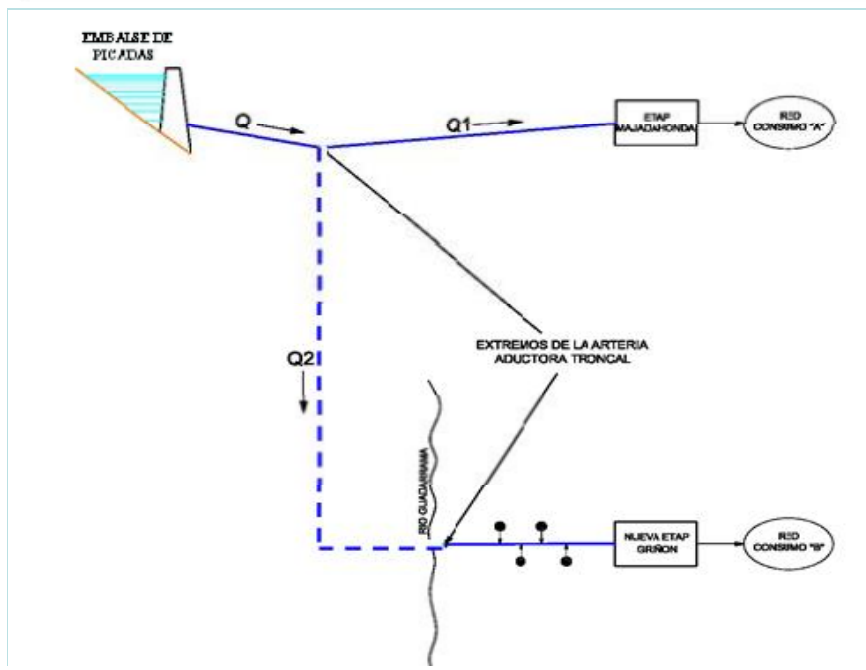 EMBALSE DE
PICADAS
Q
Q1
ETAP
MAJADAHONDA
RED
CONSUMO "A"
Q2
EXTREMOS DE LA ARTERIA
ADUCTORA TRONCAL
RIO GUADARRAMA
NUEVA ETAP
GRIÑON
RED
CONSUMO "B"